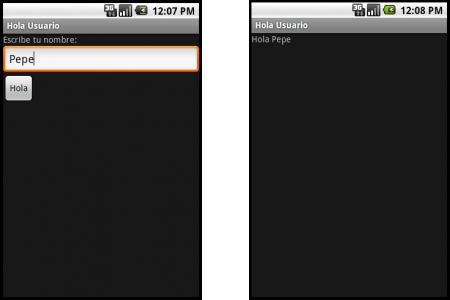 3G 12:07 PM
Hola Usuario
Escribe tu nombre:
Pepe
Hola
3G 12:08 PM
Hola Usuario
Hola Pepe